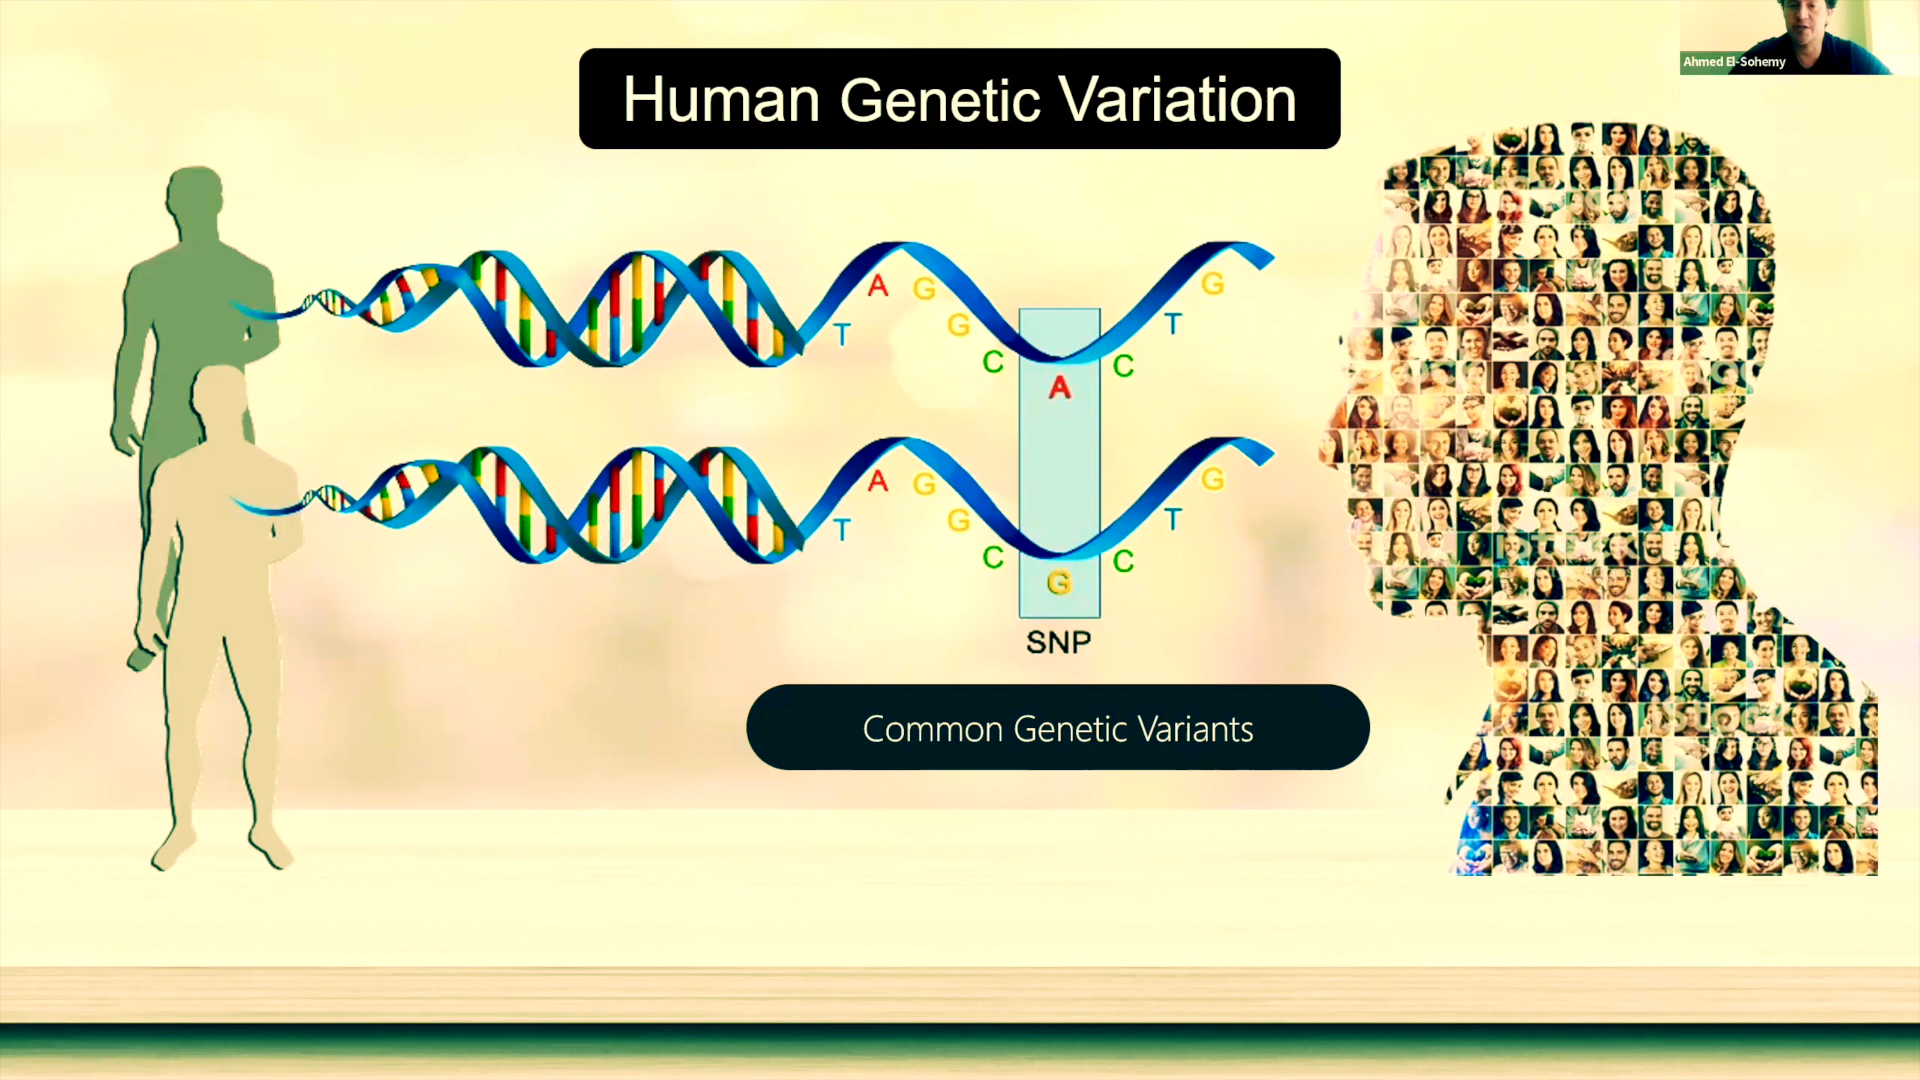 Ahmed El-Sohemy
Human Genetic Variation
T A G G C A C T G
T A G G C G C T G
SNP
Common Genetic Variants